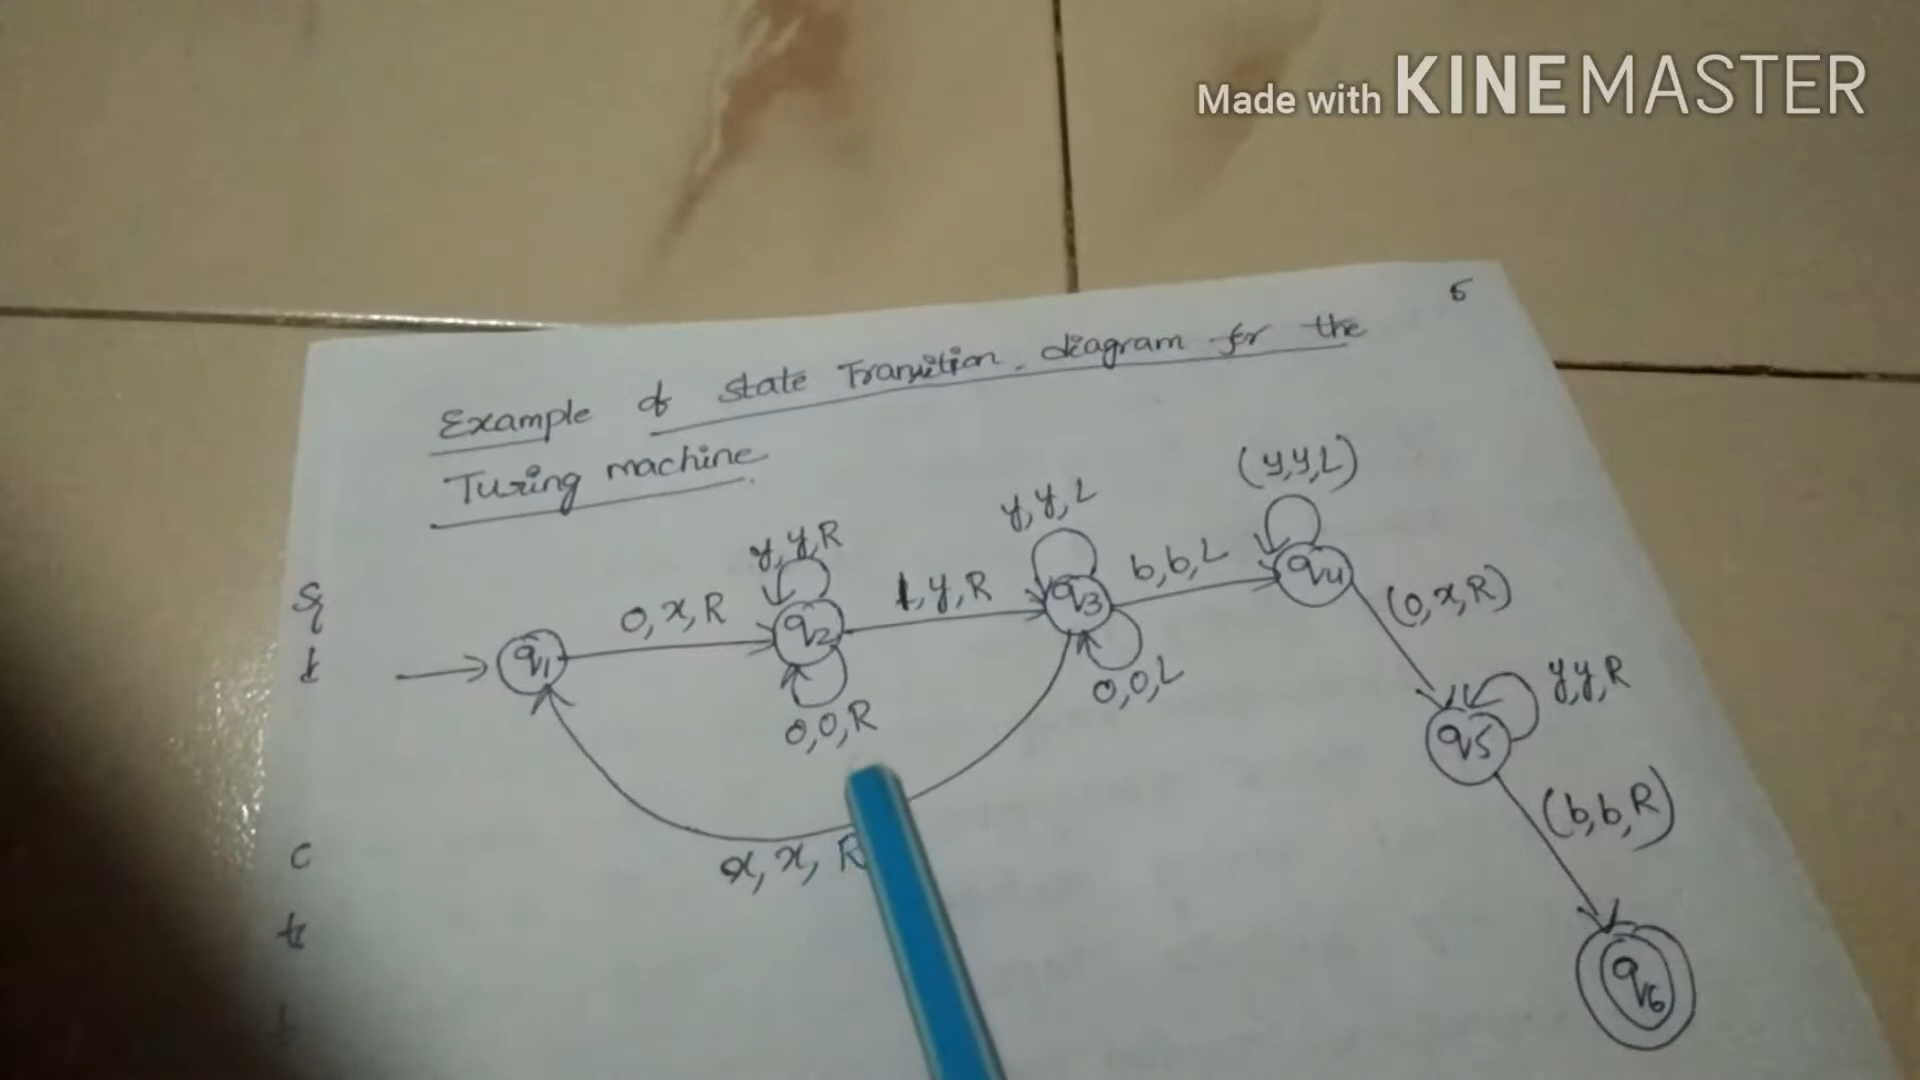 Made with KINEMASTER
5
Example of state Transition diagram for the
Turing machine
(y,y,L)
y,y,L
y,y,R
b,b,L
q4
1,y,R
q3
0,x,R
q2
(0,x,R)
q1
0,0,L
y,y,R
0,0,R
q5
(b,b,R)
x, x, R
q6